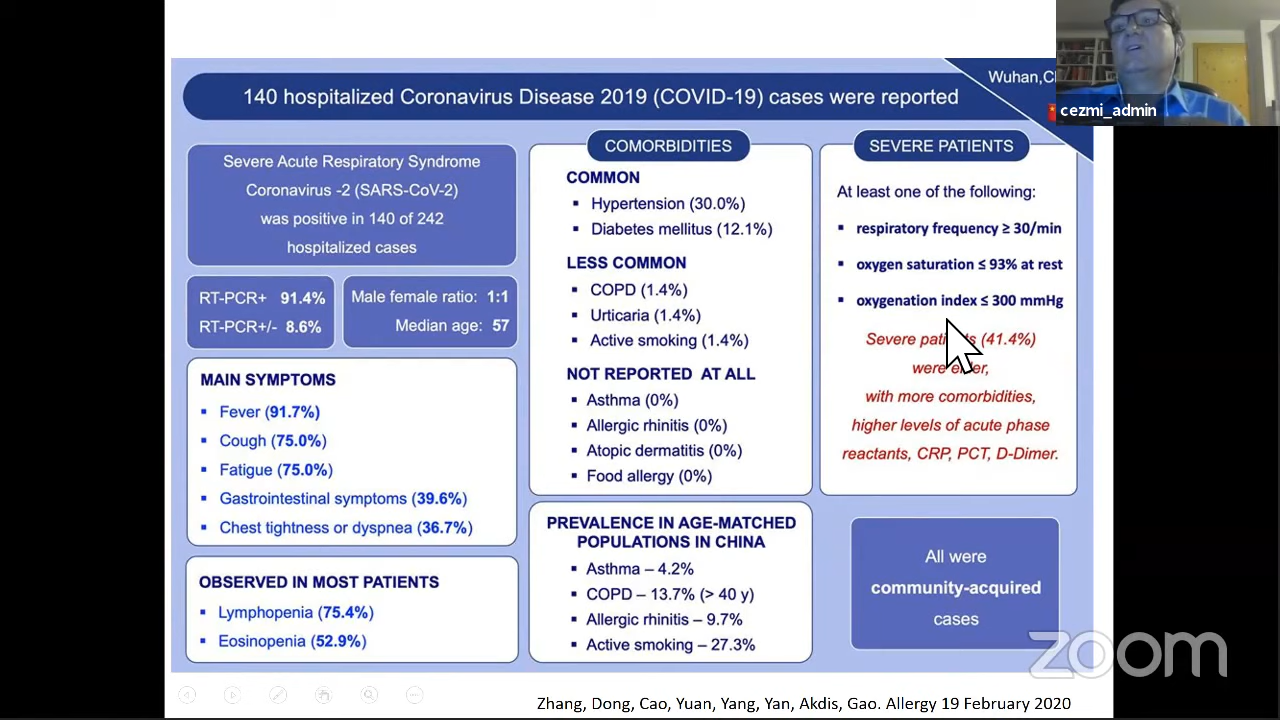 140 hospitalized Coronavirus Disease 2019 (COVID-19) cases were reported
Wuhan,
cezmi_admin
Severe Acute Respiratory Syndrome
Coronavirus -2 (SARS-CoV-2)
was positive in 140 of 242
hospitalized cases
RT-PCR+ 91.4%
RT-PCR+/- 8.6%
Male female ratio: 1:1
Median age: 57
MAIN SYMPTOMS
▪ Fever (91.7%)
▪ Cough (75.0%)
▪ Fatigue (75.0%)
▪ Gastrointestinal symptoms (39.6%)
▪ Chest tightness or dyspnea (36.7%)
OBSERVED IN MOST PATIENTS
▪ Lymphopenia (75.4%)
▪ Eosinopenia (52.9%)
COMORBIDITIES
COMMON
▪ Hypertension (30.0%)
▪ Diabetes mellitus (12.1%)
LESS COMMON
▪ COPD (1.4%)
▪ Urticaria (1.4%)
▪ Active smoking (1.4%)
NOT REPORTED AT ALL
▪ Asthma (0%)
▪ Allergic rhinitis (0%)
▪ Atopic dermatitis (0%)
▪ Food allergy (0%)
PREVALENCE IN AGE-MATCHED
POPULATIONS IN CHINA
▪ Asthma – 4.2%
▪ COPD – 13.7% (> 40 y)
▪ Allergic rhinitis – 9.7%
▪ Active smoking – 27.3%
SEVERE PATIENTS
At least one of the following:
▪ respiratory frequency ≥ 30/min
▪ oxygen saturation ≤ 93% at rest
▪ oxygenation index ≤ 300 mmHg
Severe patients (41.4%)
were elder,
with more comorbidities,
higher levels of acute phase
reactants, CRP, PCT, D-Dimer.
All were
community-acquired
cases
zoom
Zhang, Dong, Cao, Yuan, Yang, Yan, Akdis, Gao. Allergy 19 February 2020